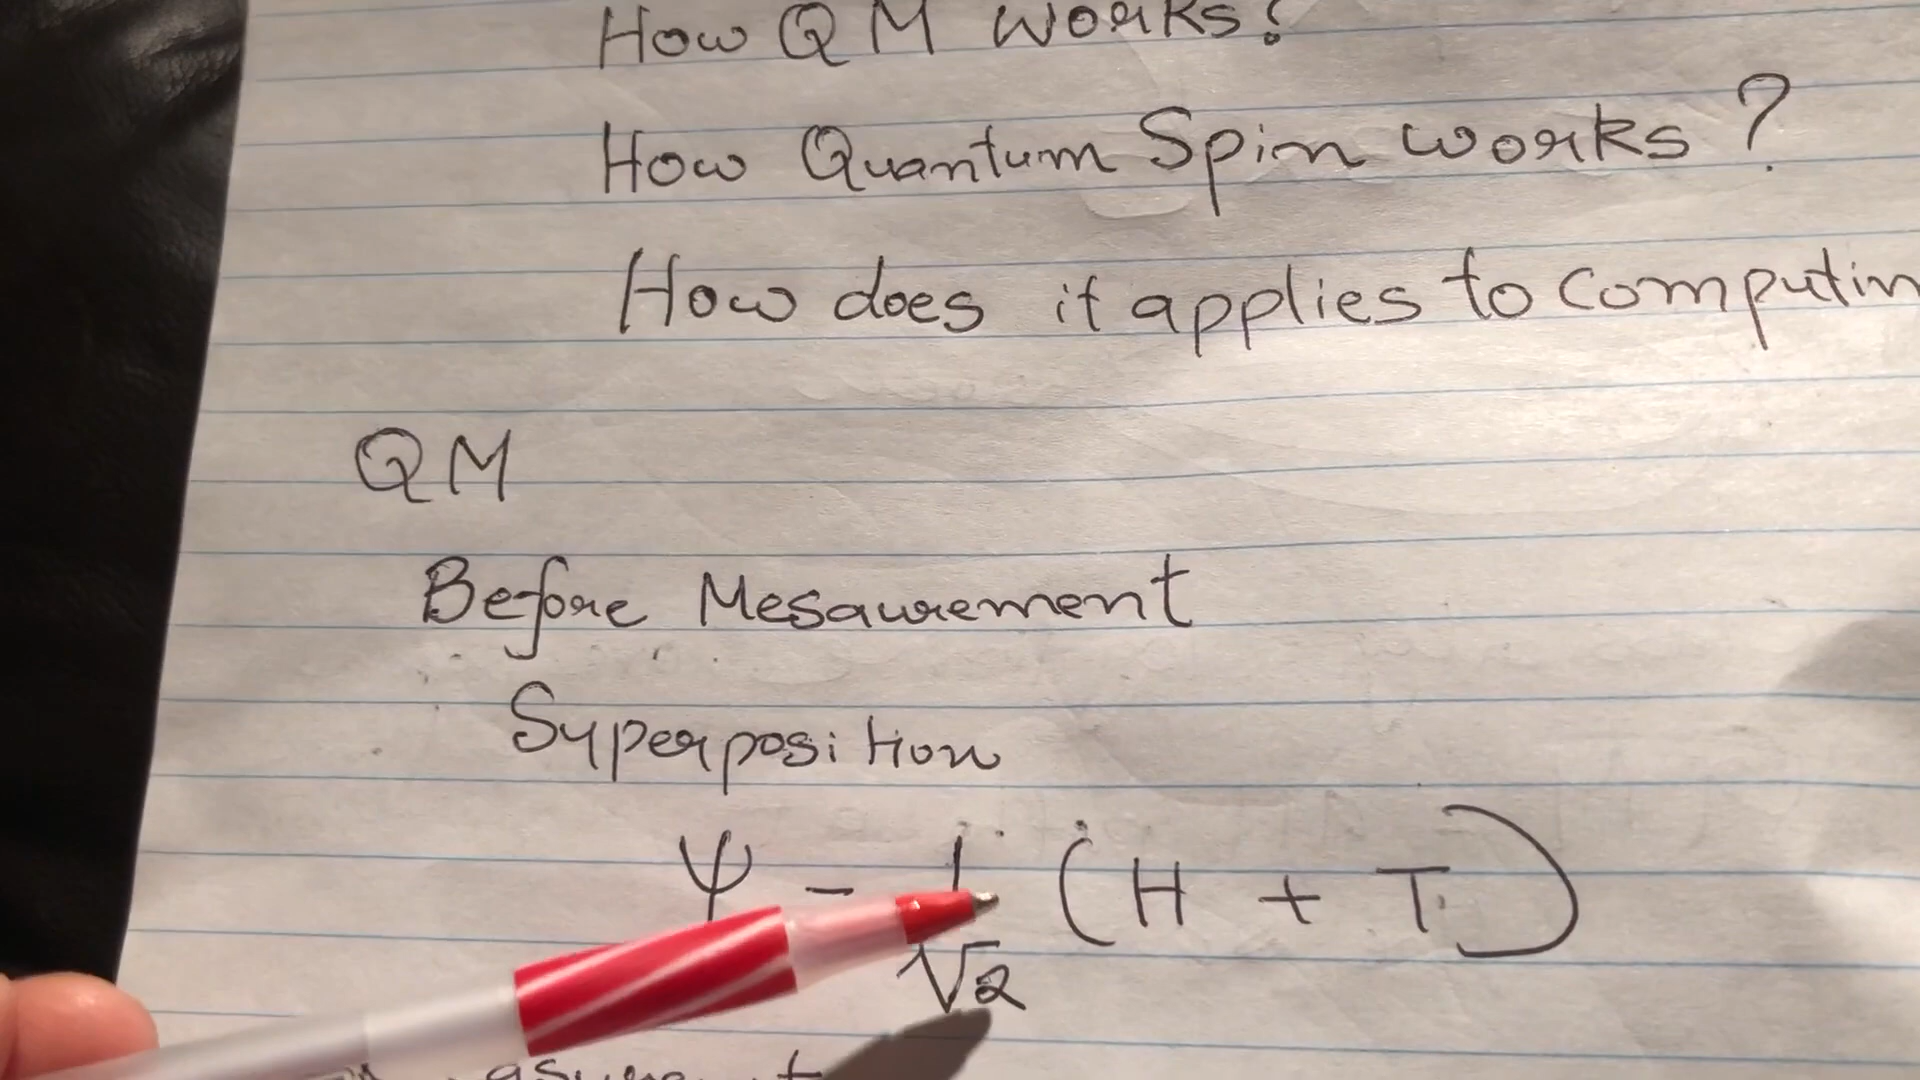 How QM works?
How Quantum Spin works?
How does it applies to computin
QM
Before Mesaurement
Superposition
ψ = 1/√2 (H + T)